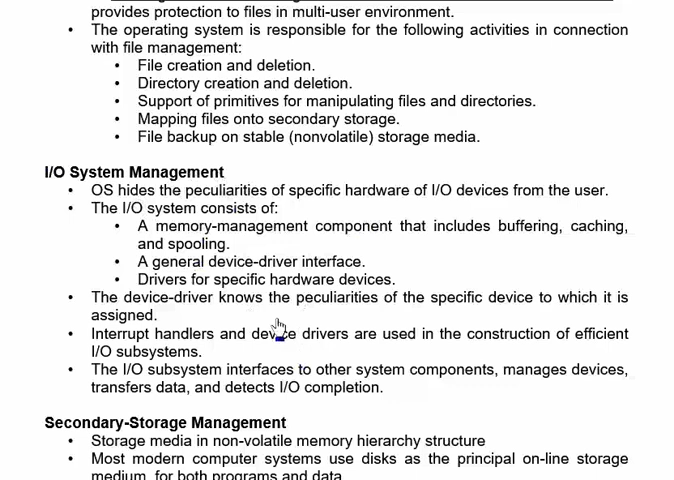 provides protection to files in multi-user environment.
• The operating system is responsible for the following activities in connection
with file management:
• File creation and deletion.
• Directory creation and deletion.
• Support of primitives for manipulating files and directories.
• Mapping files onto secondary storage.
• File backup on stable (nonvolatile) storage media.
I/O System Management
• OS hides the peculiarities of specific hardware of I/O devices from the user.
• The I/O system consists of:
• A memory-management component that includes buffering, caching,
and spooling.
• A general device-driver interface.
• Drivers for specific hardware devices.
• The device-driver knows the peculiarities of the specific device to which it is
assigned.
• Interrupt handlers and device drivers are used in the construction of efficient
I/O subsystems.
• The I/O subsystem interfaces to other system components, manages devices,
transfers data, and detects I/O completion.
Secondary-Storage Management
• Storage media in non-volatile memory hierarchy structure
• Most modern computer systems use disks as the principal on-line storage
medium, for both programs and data